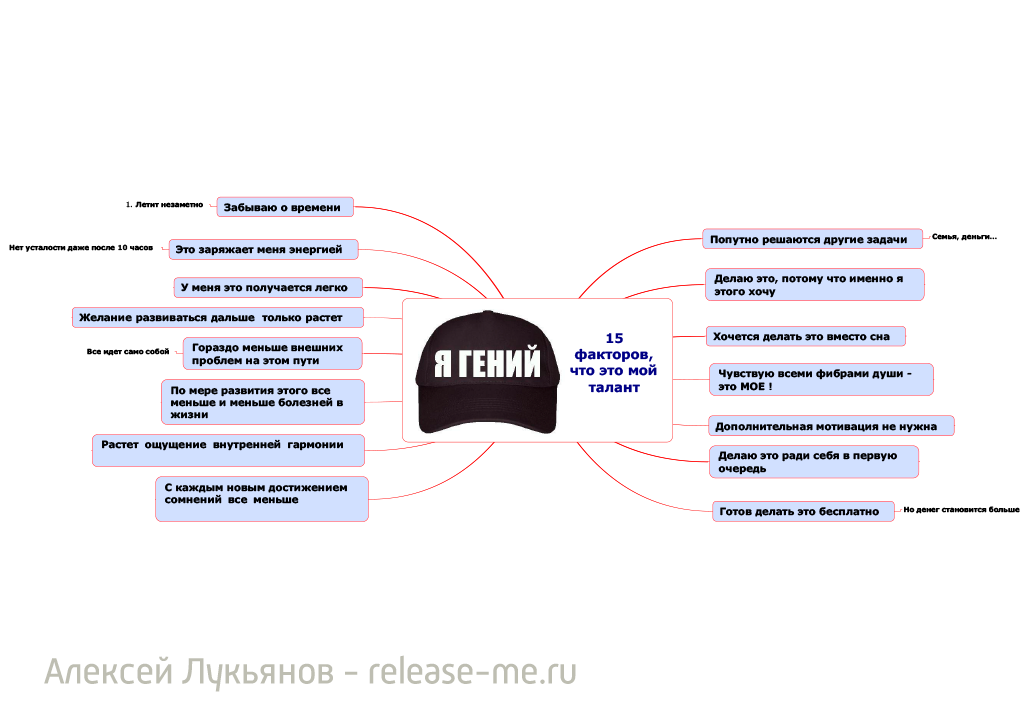 1. Летит незаметно
Забываю о времени
Нет усталости даже после 10 часов
Это заряжает меня энергией
У меня это получается легко
Желание развиваться дальше только растет
Все идет само собой
Гораздо меньше внешних
проблем на этом пути
По мере развития этого все
меньше и меньше болезней в
жизни
Растет ощущение внутренней гармонии
С каждым новым достижением
сомнений все меньше
Я ГЕНИЙ
15
факторов,
что это мой
талант
Попутно решаются другие задачи
Семья, деньги...
Делаю это, потому что именно я
этого хочу
Хочется делать это вместо сна
Чувствую всеми фибрами души -
это МОЕ !
Дополнительная мотивация не нужна
Делаю это ради себя в первую
очередь
Готов делать это бесплатно
Но денег становится больше
Алексей Лукьянов - release-me.ru